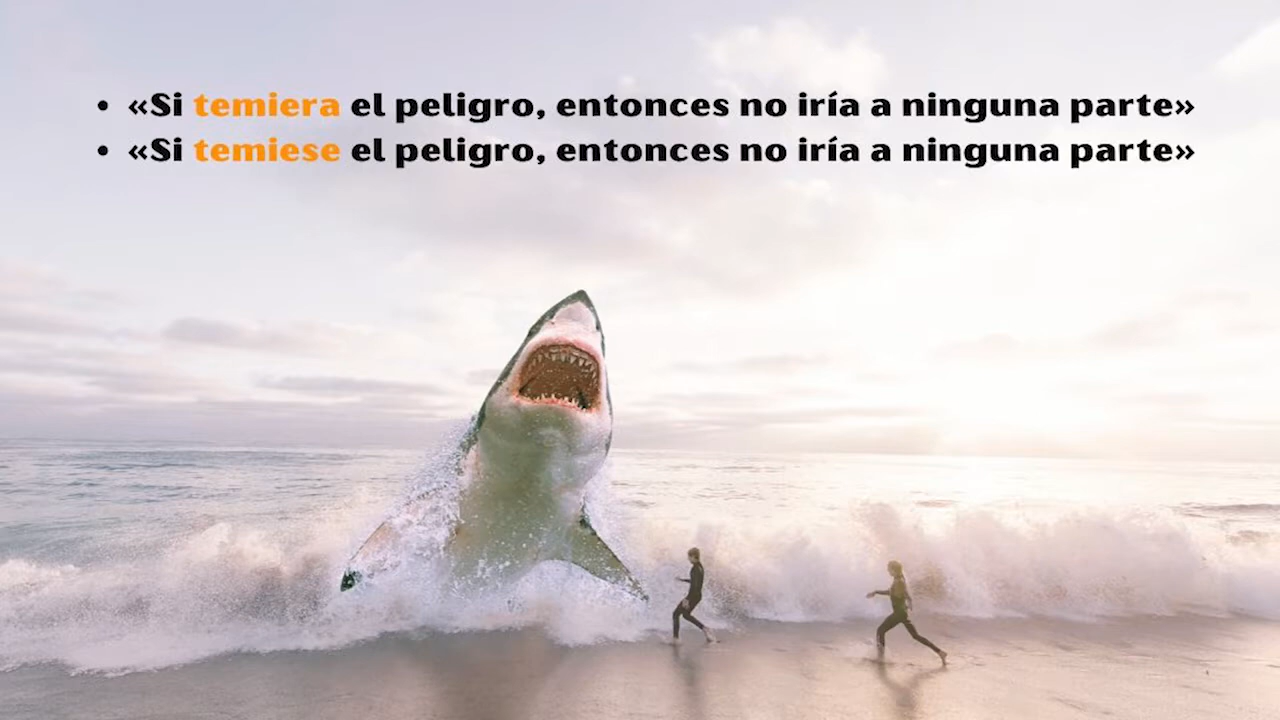 • «Si temiera el peligro, entonces no iría a ninguna parte»
• «Si temiese el peligro, entonces no iría a ninguna parte»